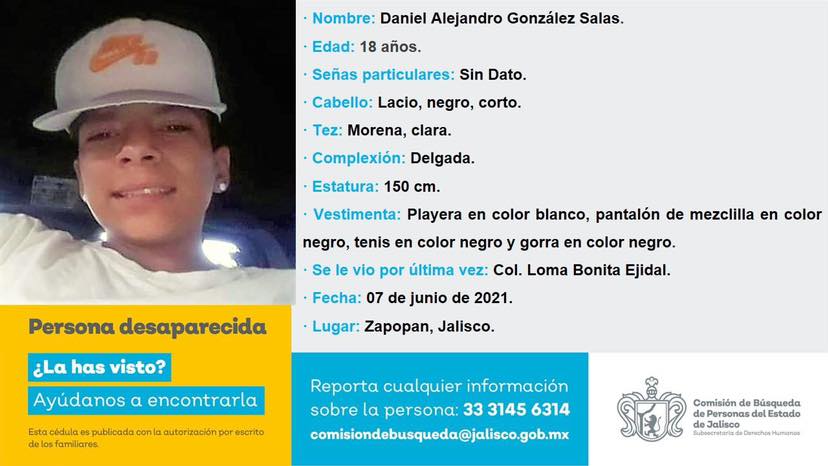 · Nombre: Daniel Alejandro González Salas.
· Edad: 18 años.
· Señas particulares: Sin Dato.
· Cabello: Lacio, negro, corto.
· Tez: Morena, clara.
· Complexión: Delgada.
· Estatura: 150 cm.
· Vestimenta: Playera en color blanco, pantalón de mezclilla en color
negro, tenis en color negro y gorra en color negro.
· Se le vio por última vez: Col. Loma Bonita Ejidal.
· Fecha: 07 de junio de 2021.
· Lugar: Zapopan, Jalisco.
Persona desaparecida
¿La has visto?
Ayúdanos a encontrarla
Esta cédula es publicada con la autorización por escrito
de los familiares.
Reporta cualquier información
sobre la persona: 33 3145 6314
comisiondebusqueda@jalisco.gob.mx
Comisión de Búsqueda
de Personas del Estado
de Jalisco
Subsecretaría de Derechos Humanos